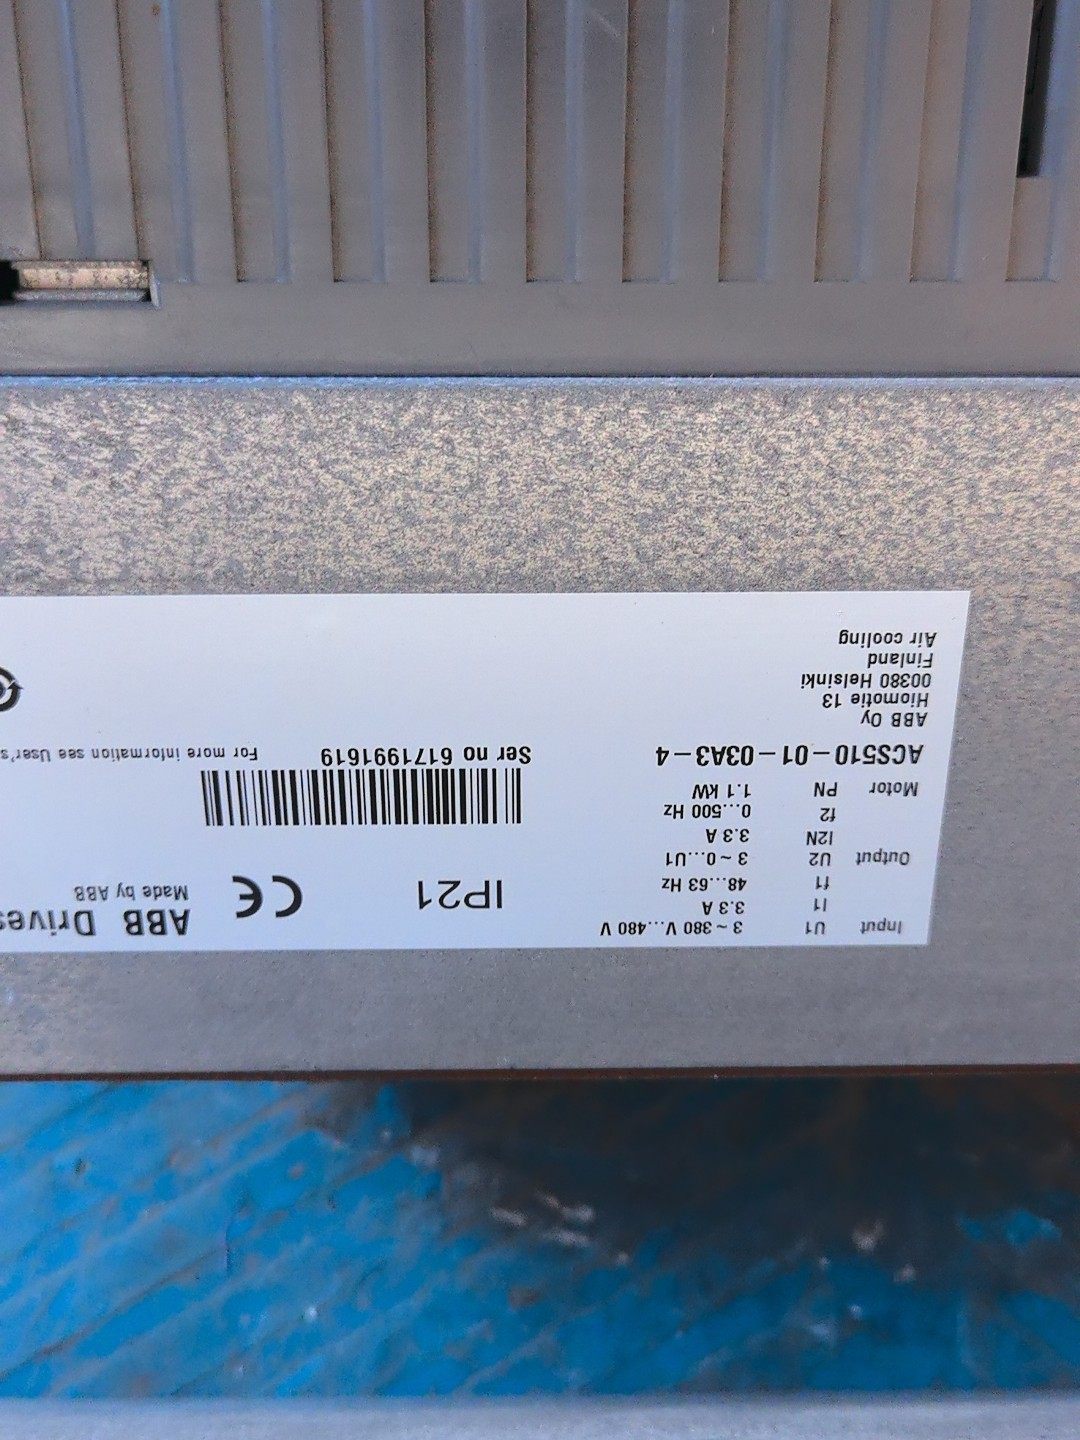 Input U1 3 ~ 380 V...480 V
I1 3.3 A
f1 48...63 Hz
Output U2 3 ~ 0...U1
I2N 3.3 A
f2 0...500 Hz
Motor PN 1.1 kW
ACS510-01-03A3-4
ABB Oy
Hiomotie 13
00380 Helsinki
Finland
Air cooling
IP21
CE
Ser no 6171991619
ABB Drives
Made by ABB
For more information see User's